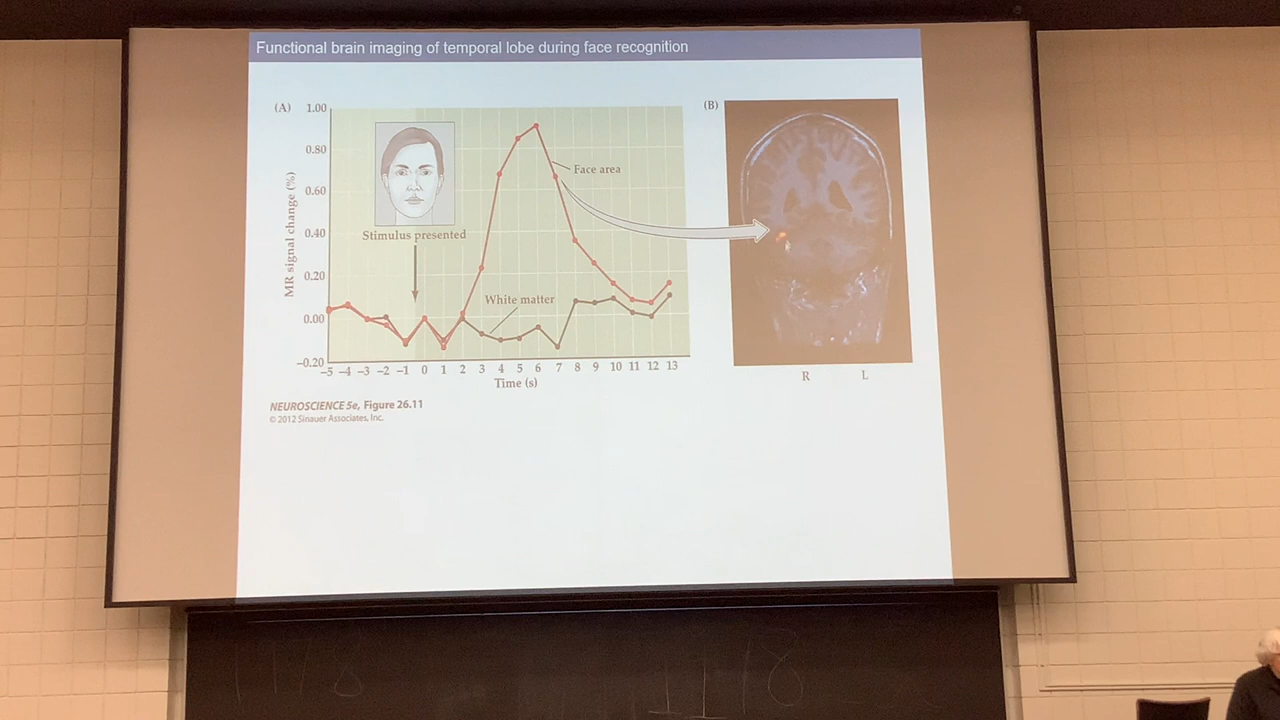 Functional brain imaging of temporal lobe during face recognition
(A)
1.00
0.80
0.60
0.40
0.20
0.00
–0.20
MR signal change (%)
Stimulus presented
Face area
White matter
–5 –4 –3 –2 –1 0 1 2 3 4 5 6 7 8 9 10 11 12 13
Time (s)
(B)
R L
NEUROSCIENCE 5e, Figure 26.11
© 2012 Sinauer Associates, Inc.